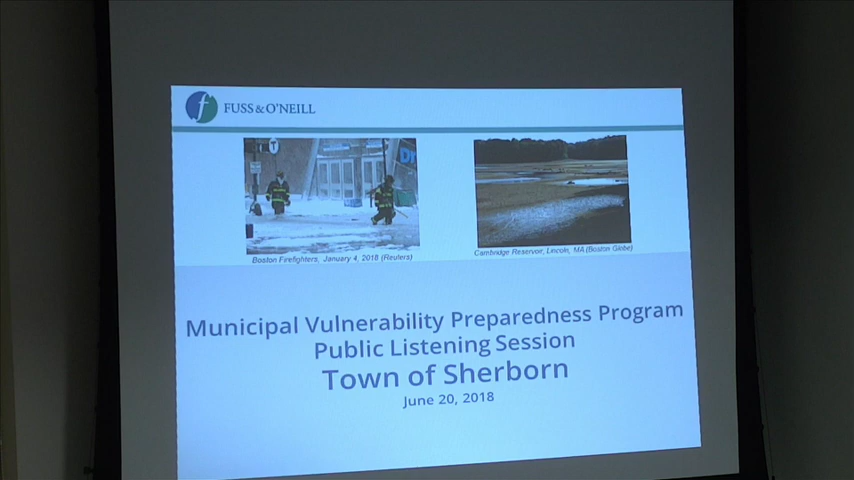 FUSS & O'NEILL
T
D
Boston Firefighters, January 4, 2018 (Reuters)
Cambridge Reservoir, Lincoln, MA (Boston Globe)
Municipal Vulnerability Preparedness Program
Public Listening Session
Town of Sherborn
June 20, 2018